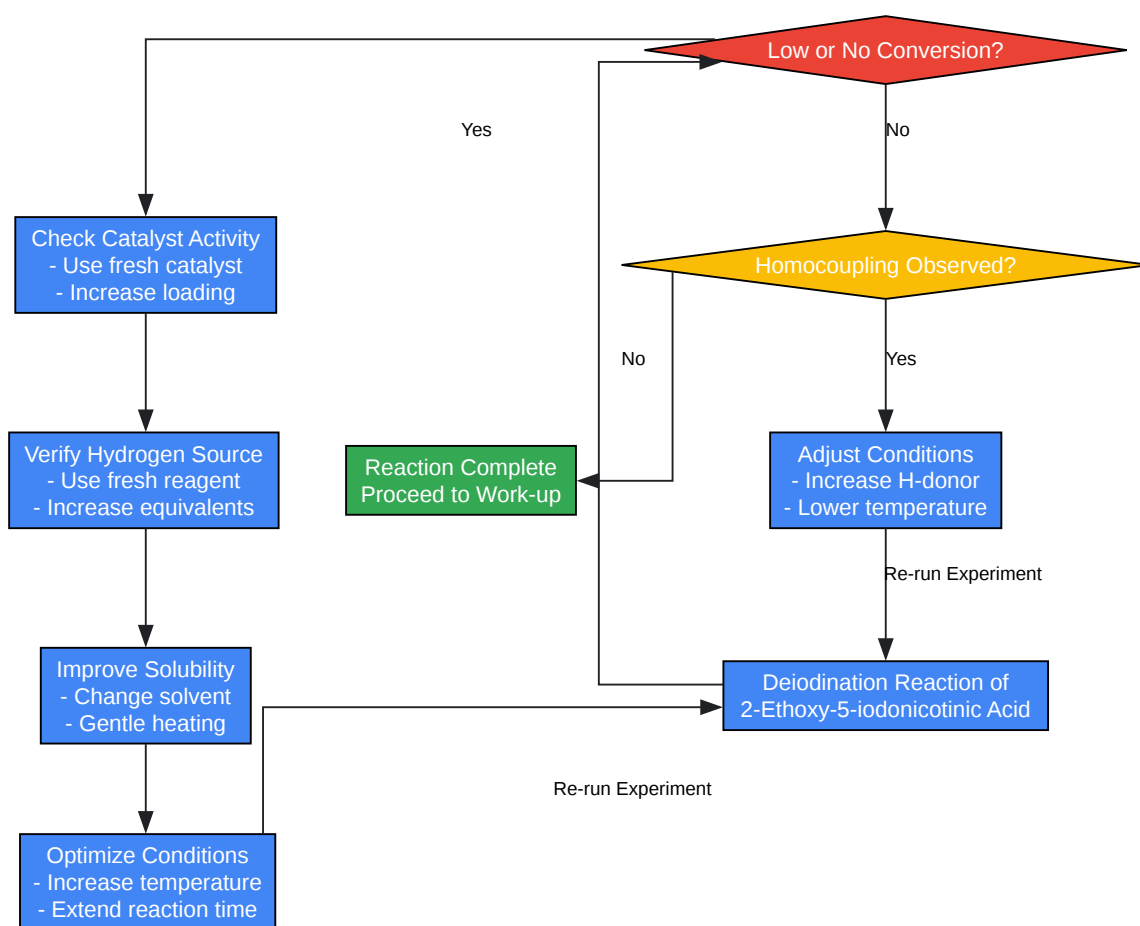 Low or No Conversion?
Yes
No
Check Catalyst Activity
- Use fresh catalyst
- Increase loading
Homocoupling Observed?
No
Yes
Verify Hydrogen Source
- Use fresh reagent
- Increase equivalents
Reaction Complete
Proceed to Work-up
Adjust Conditions
- Increase H-donor
- Lower temperature
Re-run Experiment
Improve Solubility
- Change solvent
- Gentle heating
Deiodination Reaction of
2-Ethoxy-5-iodonicotinic Acid
Re-run Experiment
Optimize Conditions
- Increase temperature
- Extend reaction time